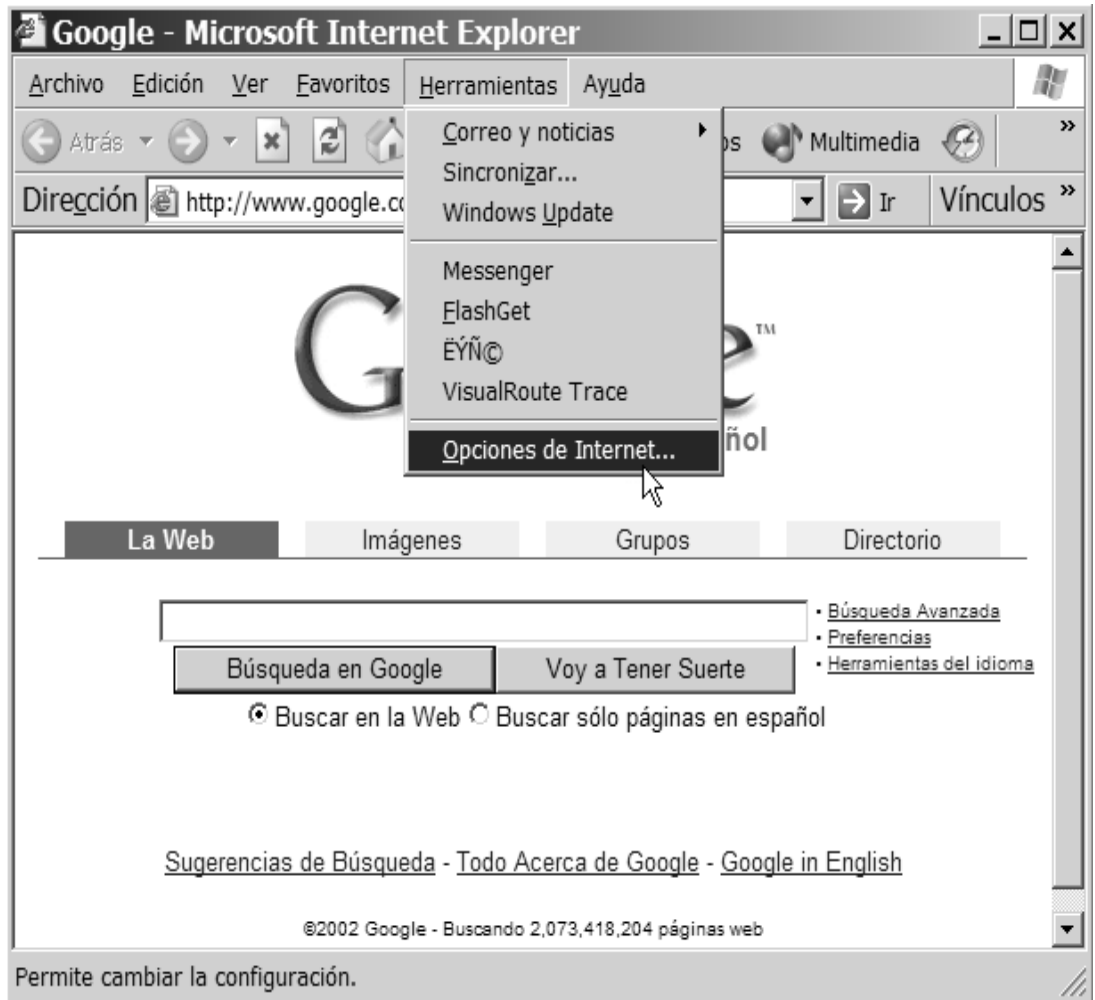 Google - Microsoft Internet Explorer
Archivo Edición Ver Favoritos Herramientas Ayuda
Atrás Multimedia »
Dirección http://www.google.c Ir Vínculos »
Correo y noticias
Sincronizar...
Windows Update
Messenger
FlashGet
ËÝÑ©
VisualRoute Trace
Opciones de Internet...
G e TM
ñol
La Web Imágenes Grupos Directorio
• Búsqueda Avanzada
• Preferencias
• Herramientas del idioma
Búsqueda en Google Voy a Tener Suerte
Buscar en la Web Buscar sólo páginas en español
Sugerencias de Búsqueda - Todo Acerca de Google - Google in English
©2002 Google - Buscando 2,073,418,204 páginas web
Permite cambiar la configuración.